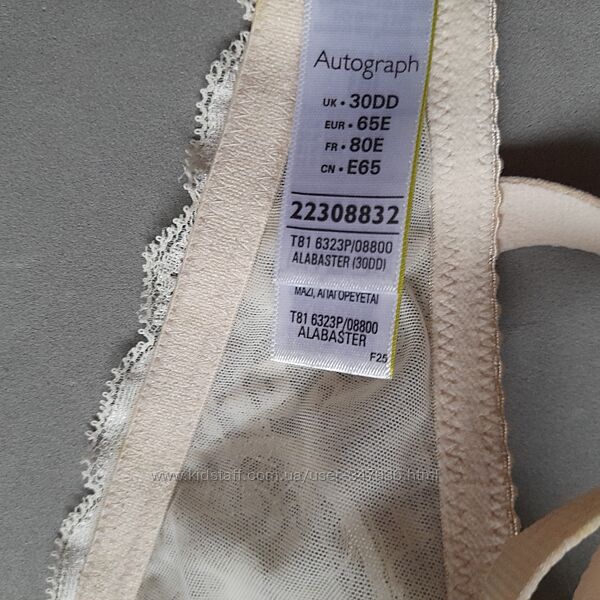 Autograph
UK • 30DD
EUR • 65E
FR • 80E
CN • E65
22308832
T81 6323P/08800
ALABASTER (30DD)
ΜΑΖΙ, ΑΠΑΓΟΡΕΥΕΤΑΙ
T81 6323P/08800
ALABASTER
F25